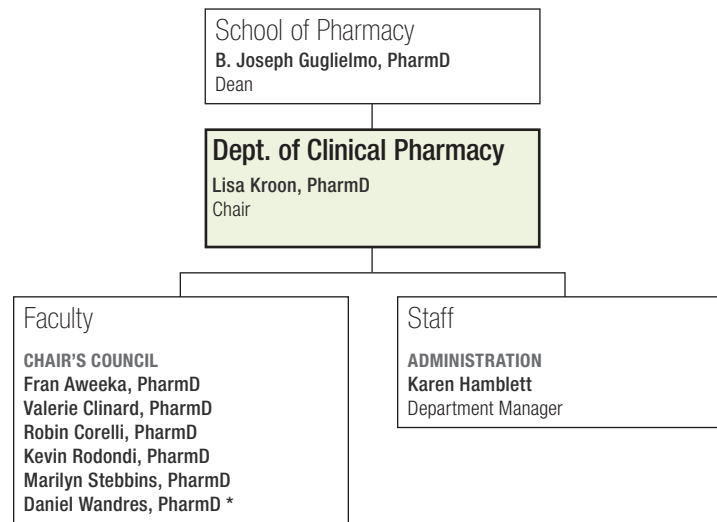 School of Pharmacy
B. Joseph Guglielmo, PharmD
Dean
Dept. of Clinical Pharmacy
Lisa Kroon, PharmD
Chair
Faculty
CHAIR'S COUNCIL
Fran Aweeka, PharmD
Valerie Clinard, PharmD
Robin Corelli, PharmD
Kevin Rodondi, PharmD
Marilyn Stebbins, PharmD
Daniel Wandres, PharmD *
Staff
ADMINISTRATION
Karen Hamblett
Department Manager